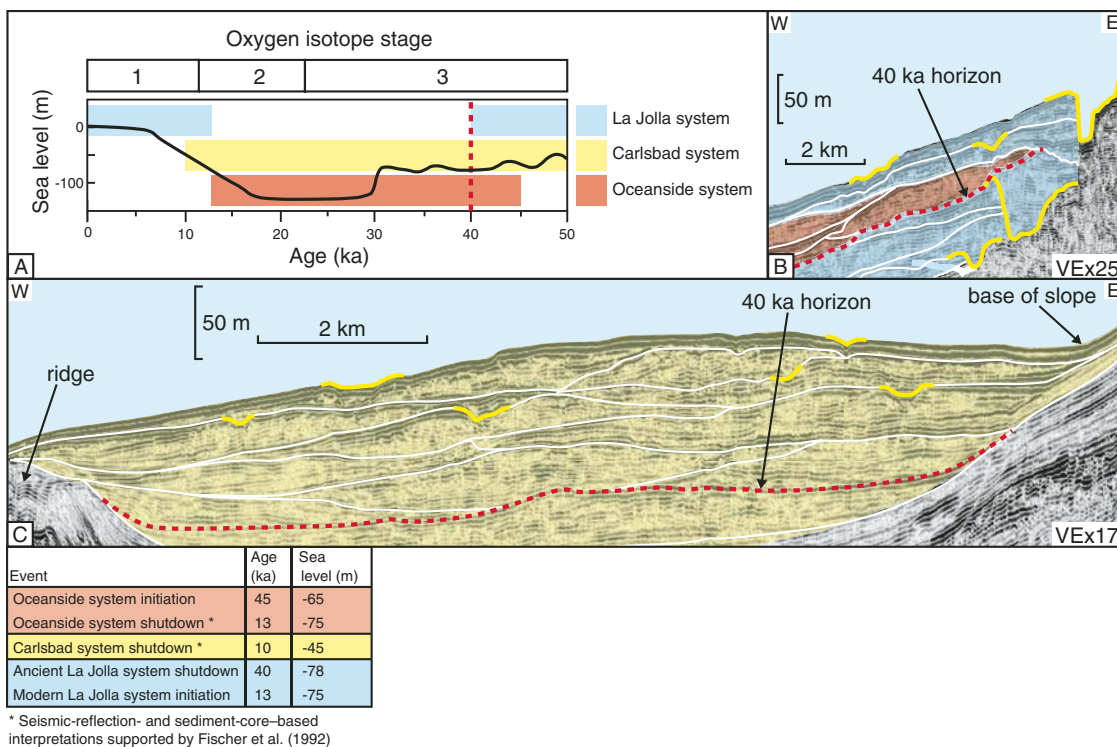 Oxygen isotope stage
1 2 3
Sea level (m)
0
-100
0 10 20 30 40 50
Age (ka)
La Jolla system
Carlsbad system
Oceanside system
A
W E
50 m
2 km
40 ka horizon
B
VEx25
W E
50 m
2 km
ridge
40 ka horizon
base of slope
C
VEx17
Event Age (ka) Sea level (m)
Oceanside system initiation 45 -65
Oceanside system shutdown * 13 -75
Carlsbad system shutdown * 10 -45
Ancient La Jolla system shutdown 40 -78
Modern La Jolla system initiation 13 -75
* Seismic-reflection- and sediment-core–based
interpretations supported by Fischer et al. (1992)